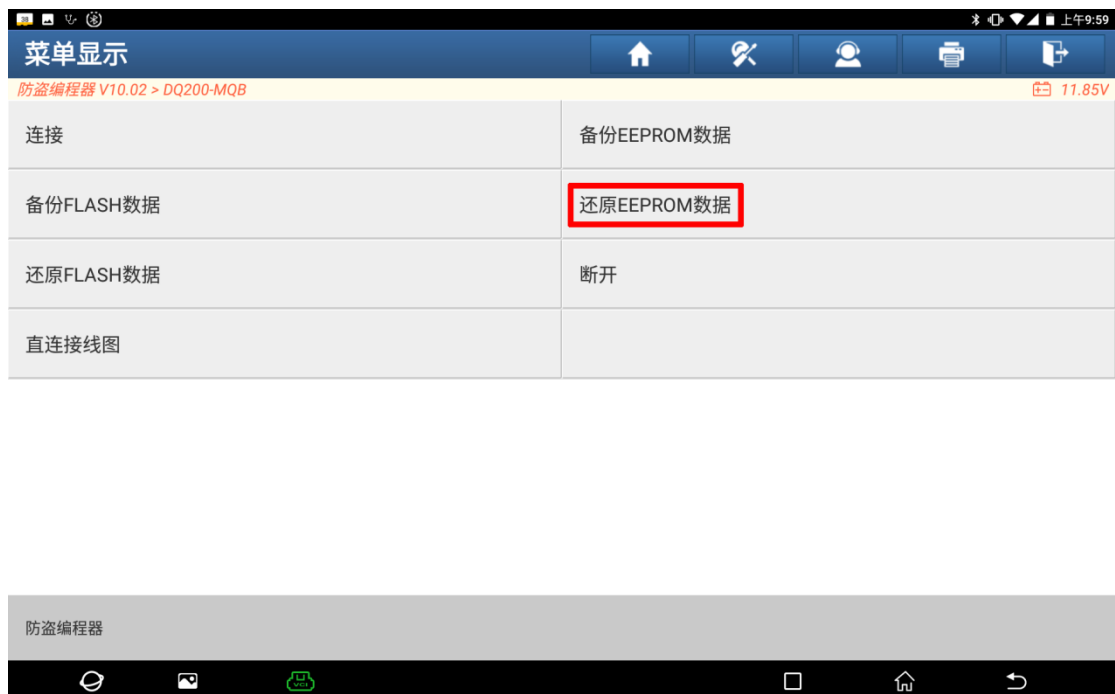 38
上午9:59
菜单显示
防盗编程器 V10.02 > DQ200-MQB
11.85V
连接
备份EEPROM数据
备份FLASH数据
还原EEPROM数据
还原FLASH数据
断开
直连接线图
防盗编程器
VCI